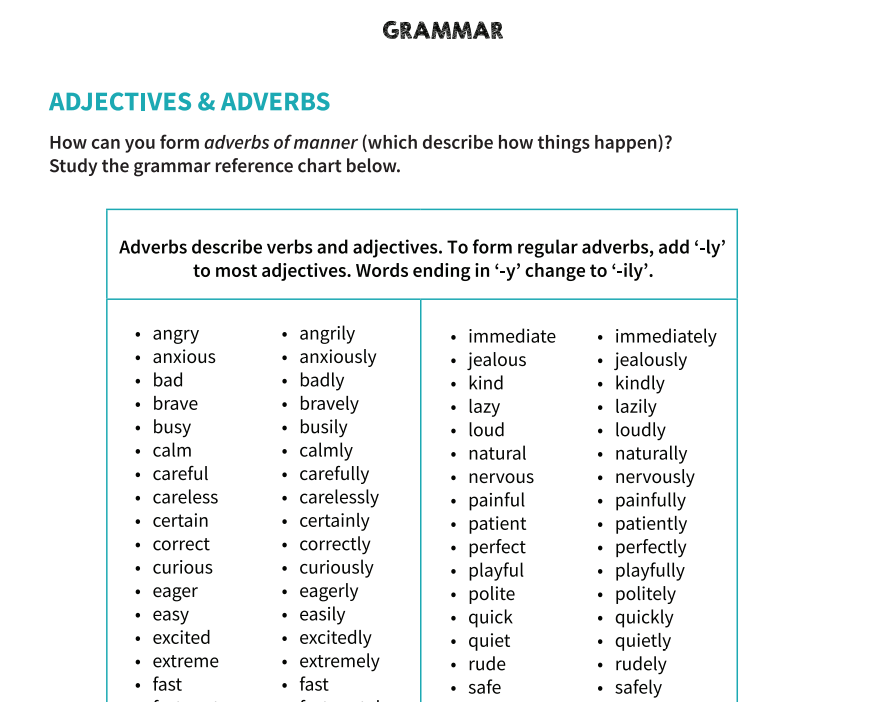 GRAMMAR
ADJECTIVES & ADVERBS
How can you form adverbs of manner (which describe how things happen)?
Study the grammar reference chart below.
Adverbs describe verbs and adjectives. To form regular adverbs, add ‘-ly’
to most adjectives. Words ending in ‘-y’ change to ‘-ily’.
• angry • angrily
• anxious • anxiously
• bad • badly
• brave • bravely
• busy • busily
• calm • calmly
• careful • carefully
• careless • carelessly
• certain • certainly
• correct • correctly
• curious • curiously
• eager • eagerly
• easy • easily
• excited • excitedly
• extreme • extremely
• fast • fast
• immediate • immediately
• jealous • jealously
• kind • kindly
• lazy • lazily
• loud • loudly
• natural • naturally
• nervous • nervously
• painful • painfully
• patient • patiently
• perfect • perfectly
• playful • playfully
• polite • politely
• quick • quickly
• quiet • quietly
• rude • rudely
• safe • safely